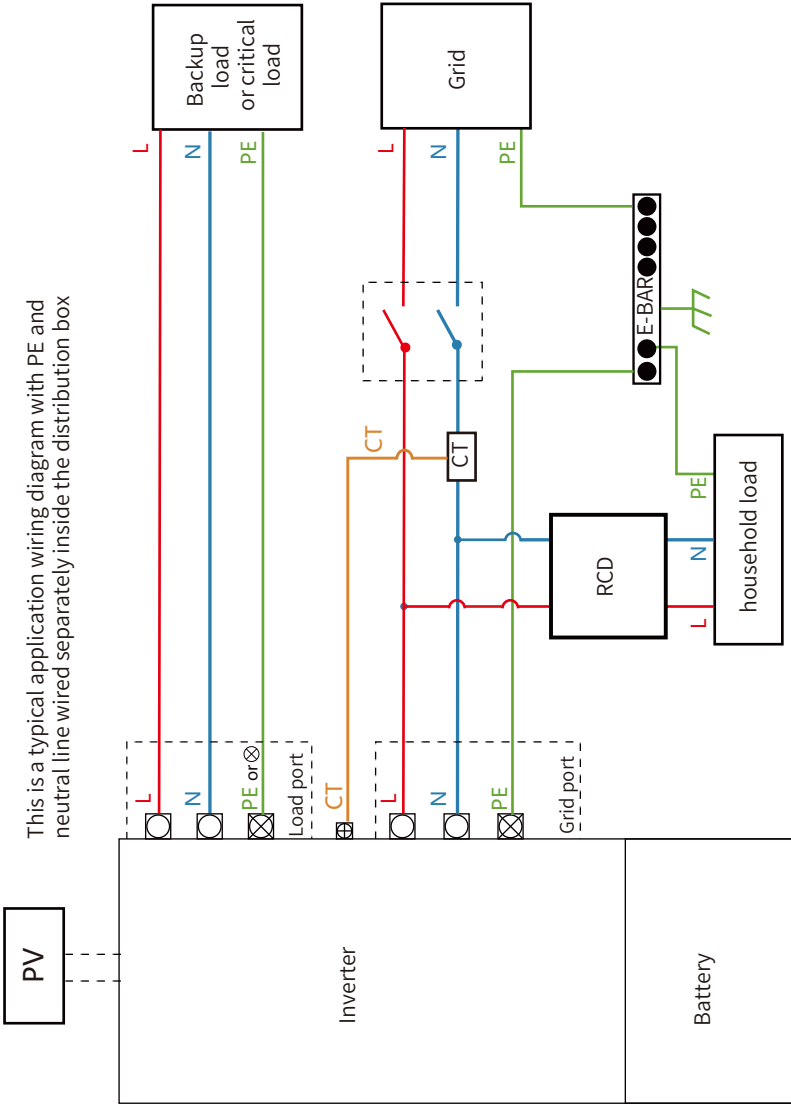 This is a typical application wiring diagram with PE and
neutral line wired separately inside the distribution box
PV
Inverter
Battery
L
N
PE or
Load port
CT
L
N
PE
Grid port
L
N
PE
Backup
load
or critical
load
CT
CT
L
N
PE
Grid
E-BAR
RCD
L
N
PE
household load